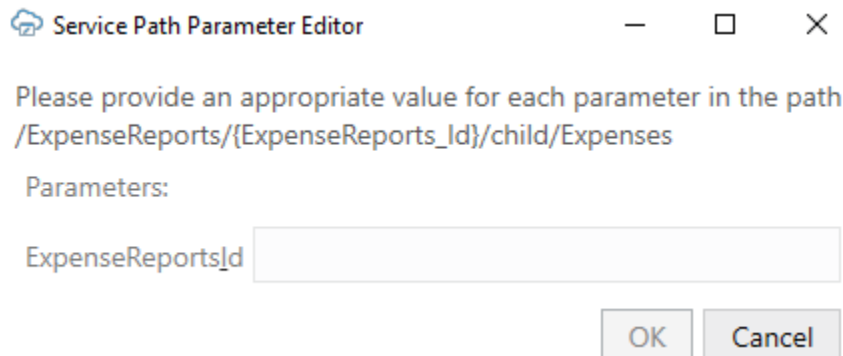 Service Path Parameter Editor
Please provide an appropriate value for each parameter in the path
/ExpenseReports/{ExpenseReports_Id}/child/Expenses
Parameters:
ExpenseReportsId
OK Cancel